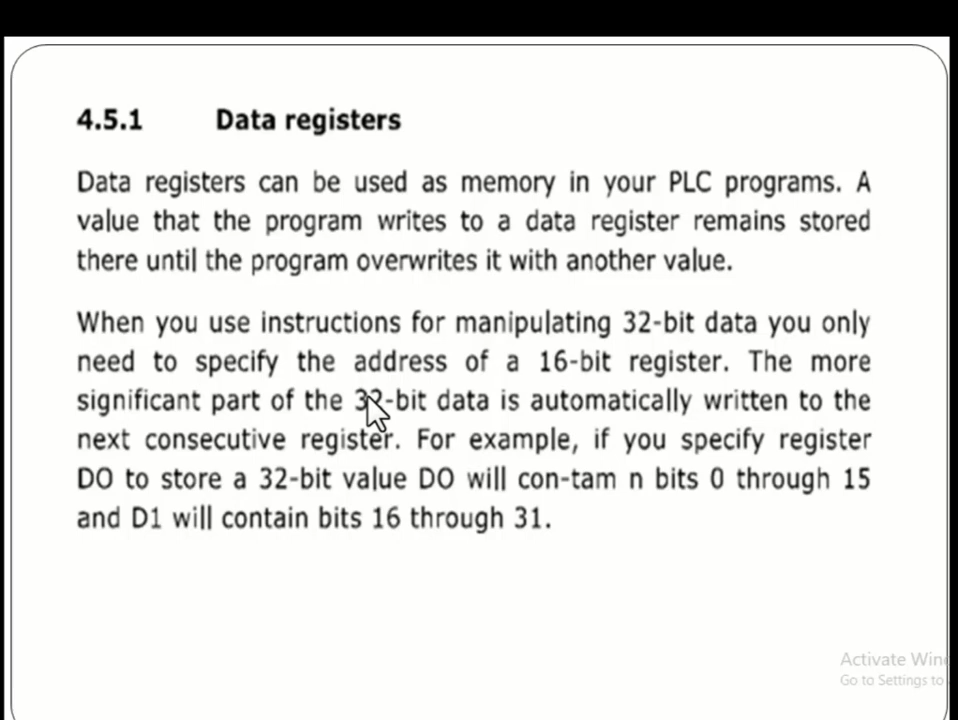 4.5.1 Data registers
Data registers can be used as memory in your PLC programs. A
value that the program writes to a data register remains stored
there until the program overwrites it with another value.
When you use instructions for manipulating 32-bit data you only
need to specify the address of a 16-bit register. The more
significant part of the 32-bit data is automatically written to the
next consecutive register. For example, if you specify register
DO to store a 32-bit value DO will con-tam n bits 0 through 15
and D1 will contain bits 16 through 31.
Activate Win
Go to Settings to